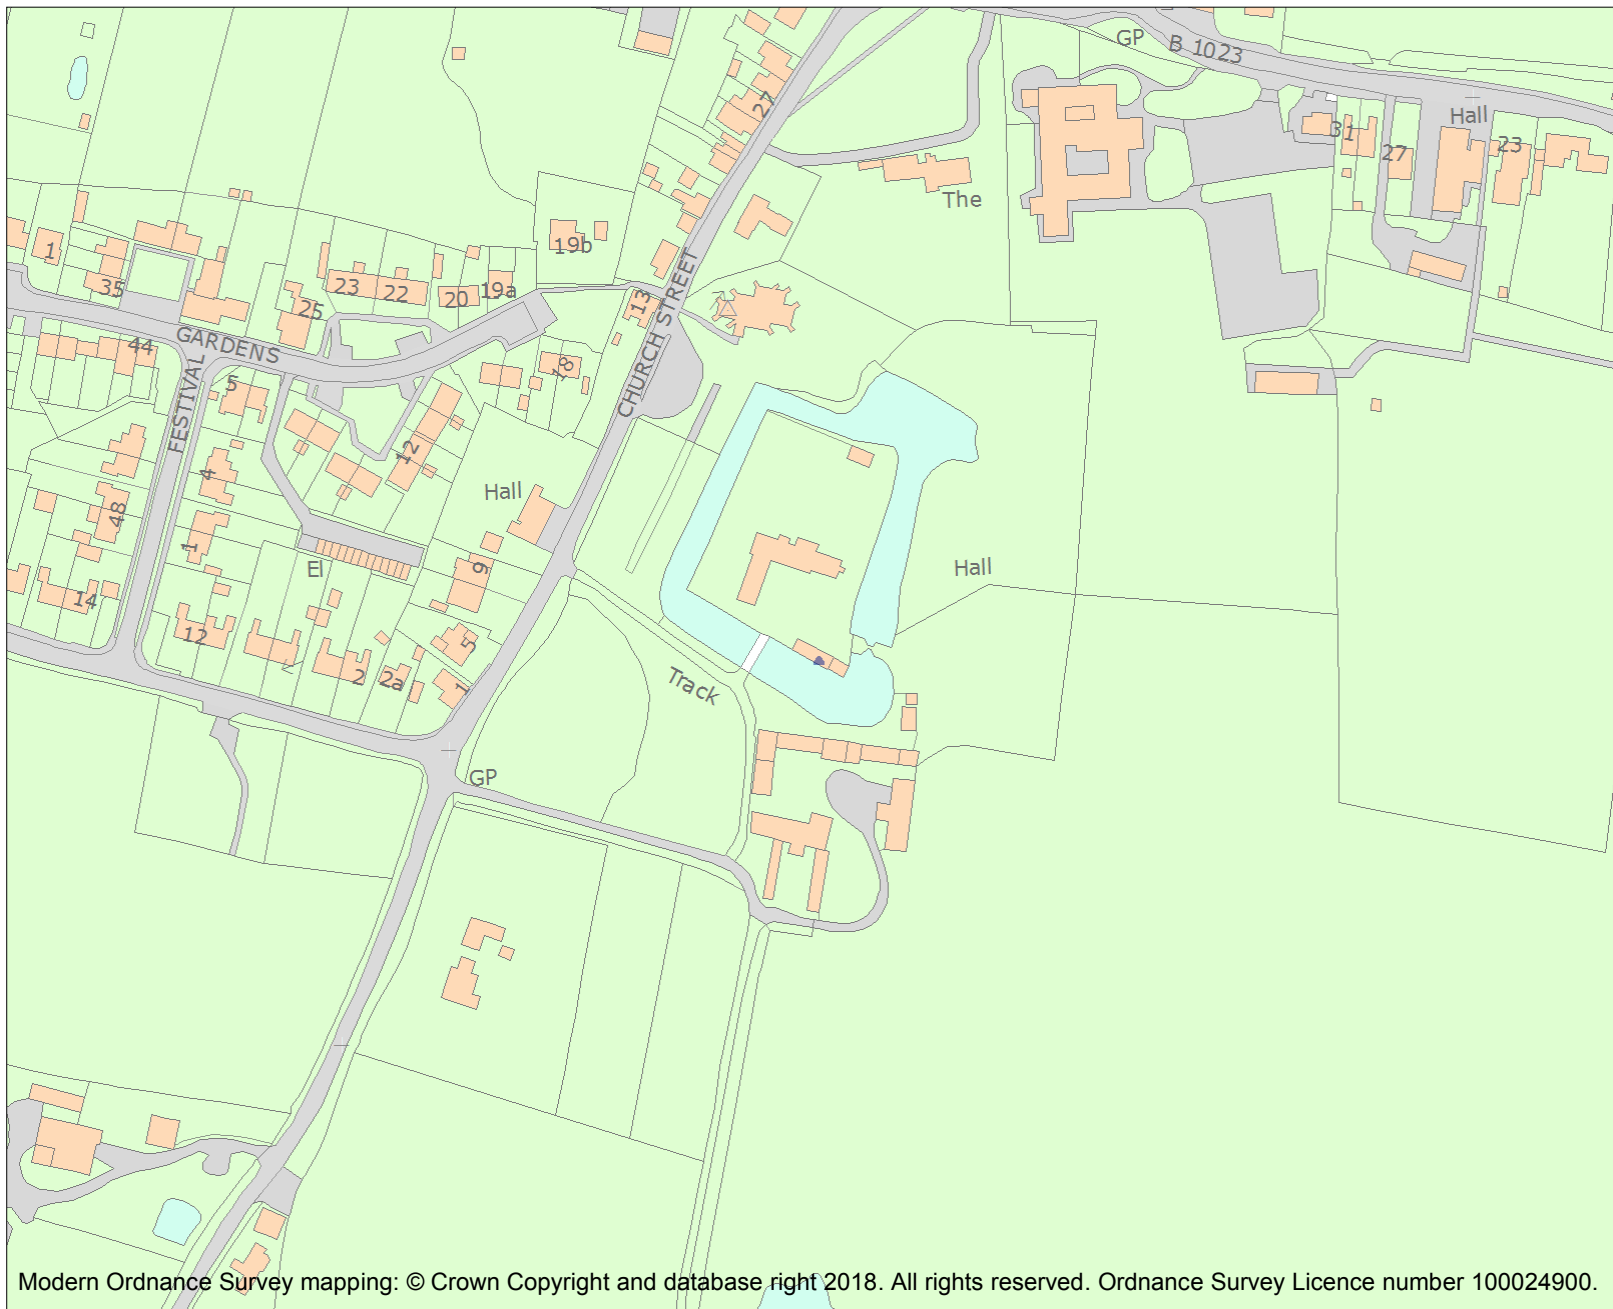 GP
B 1023
27
Hall
31
27
23
The
1
19b
35
23
22
20
19a
25
13
CHURCH STREET
44
GARDENS
18
5
FESTIVAL
12
4
Hall
48
1
9
El
Hall
14
12
5
2
2a
1
Track
GP
Modern Ordnance Survey mapping: © Crown Copyright and database right 2018. All rights reserved. Ordnance Survey Licence number 100024900.